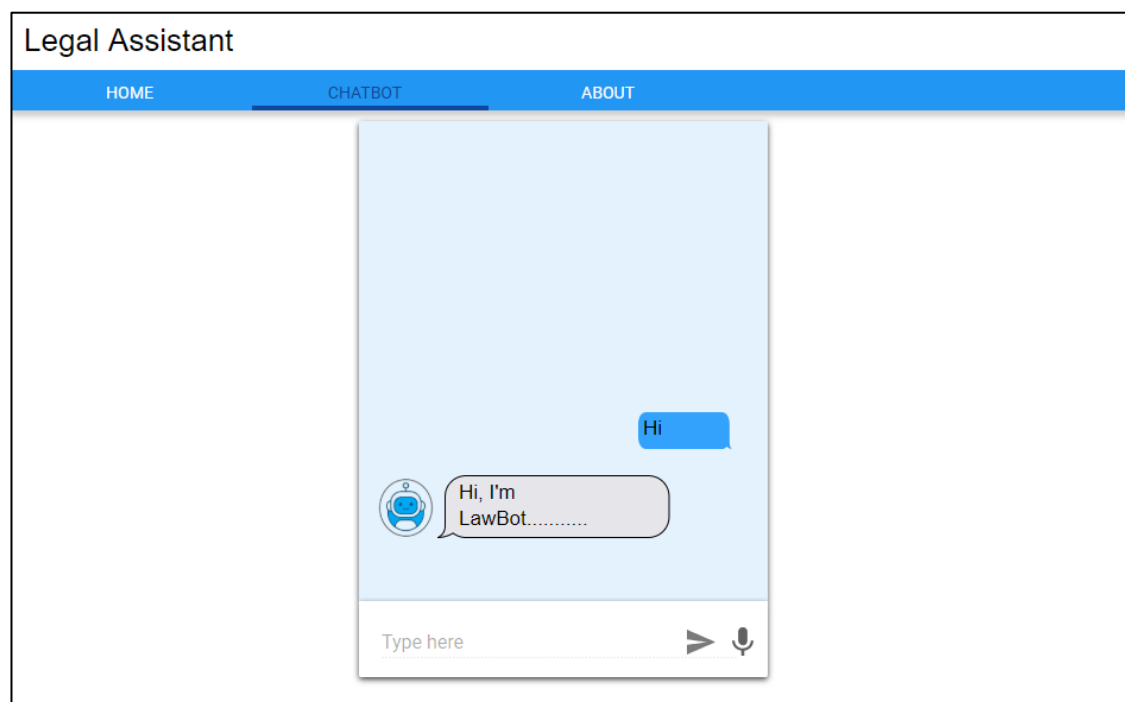 Legal Assistant
HOME CHATBOT ABOUT
Hi
Hi, I'm
LawBot...........
Type here